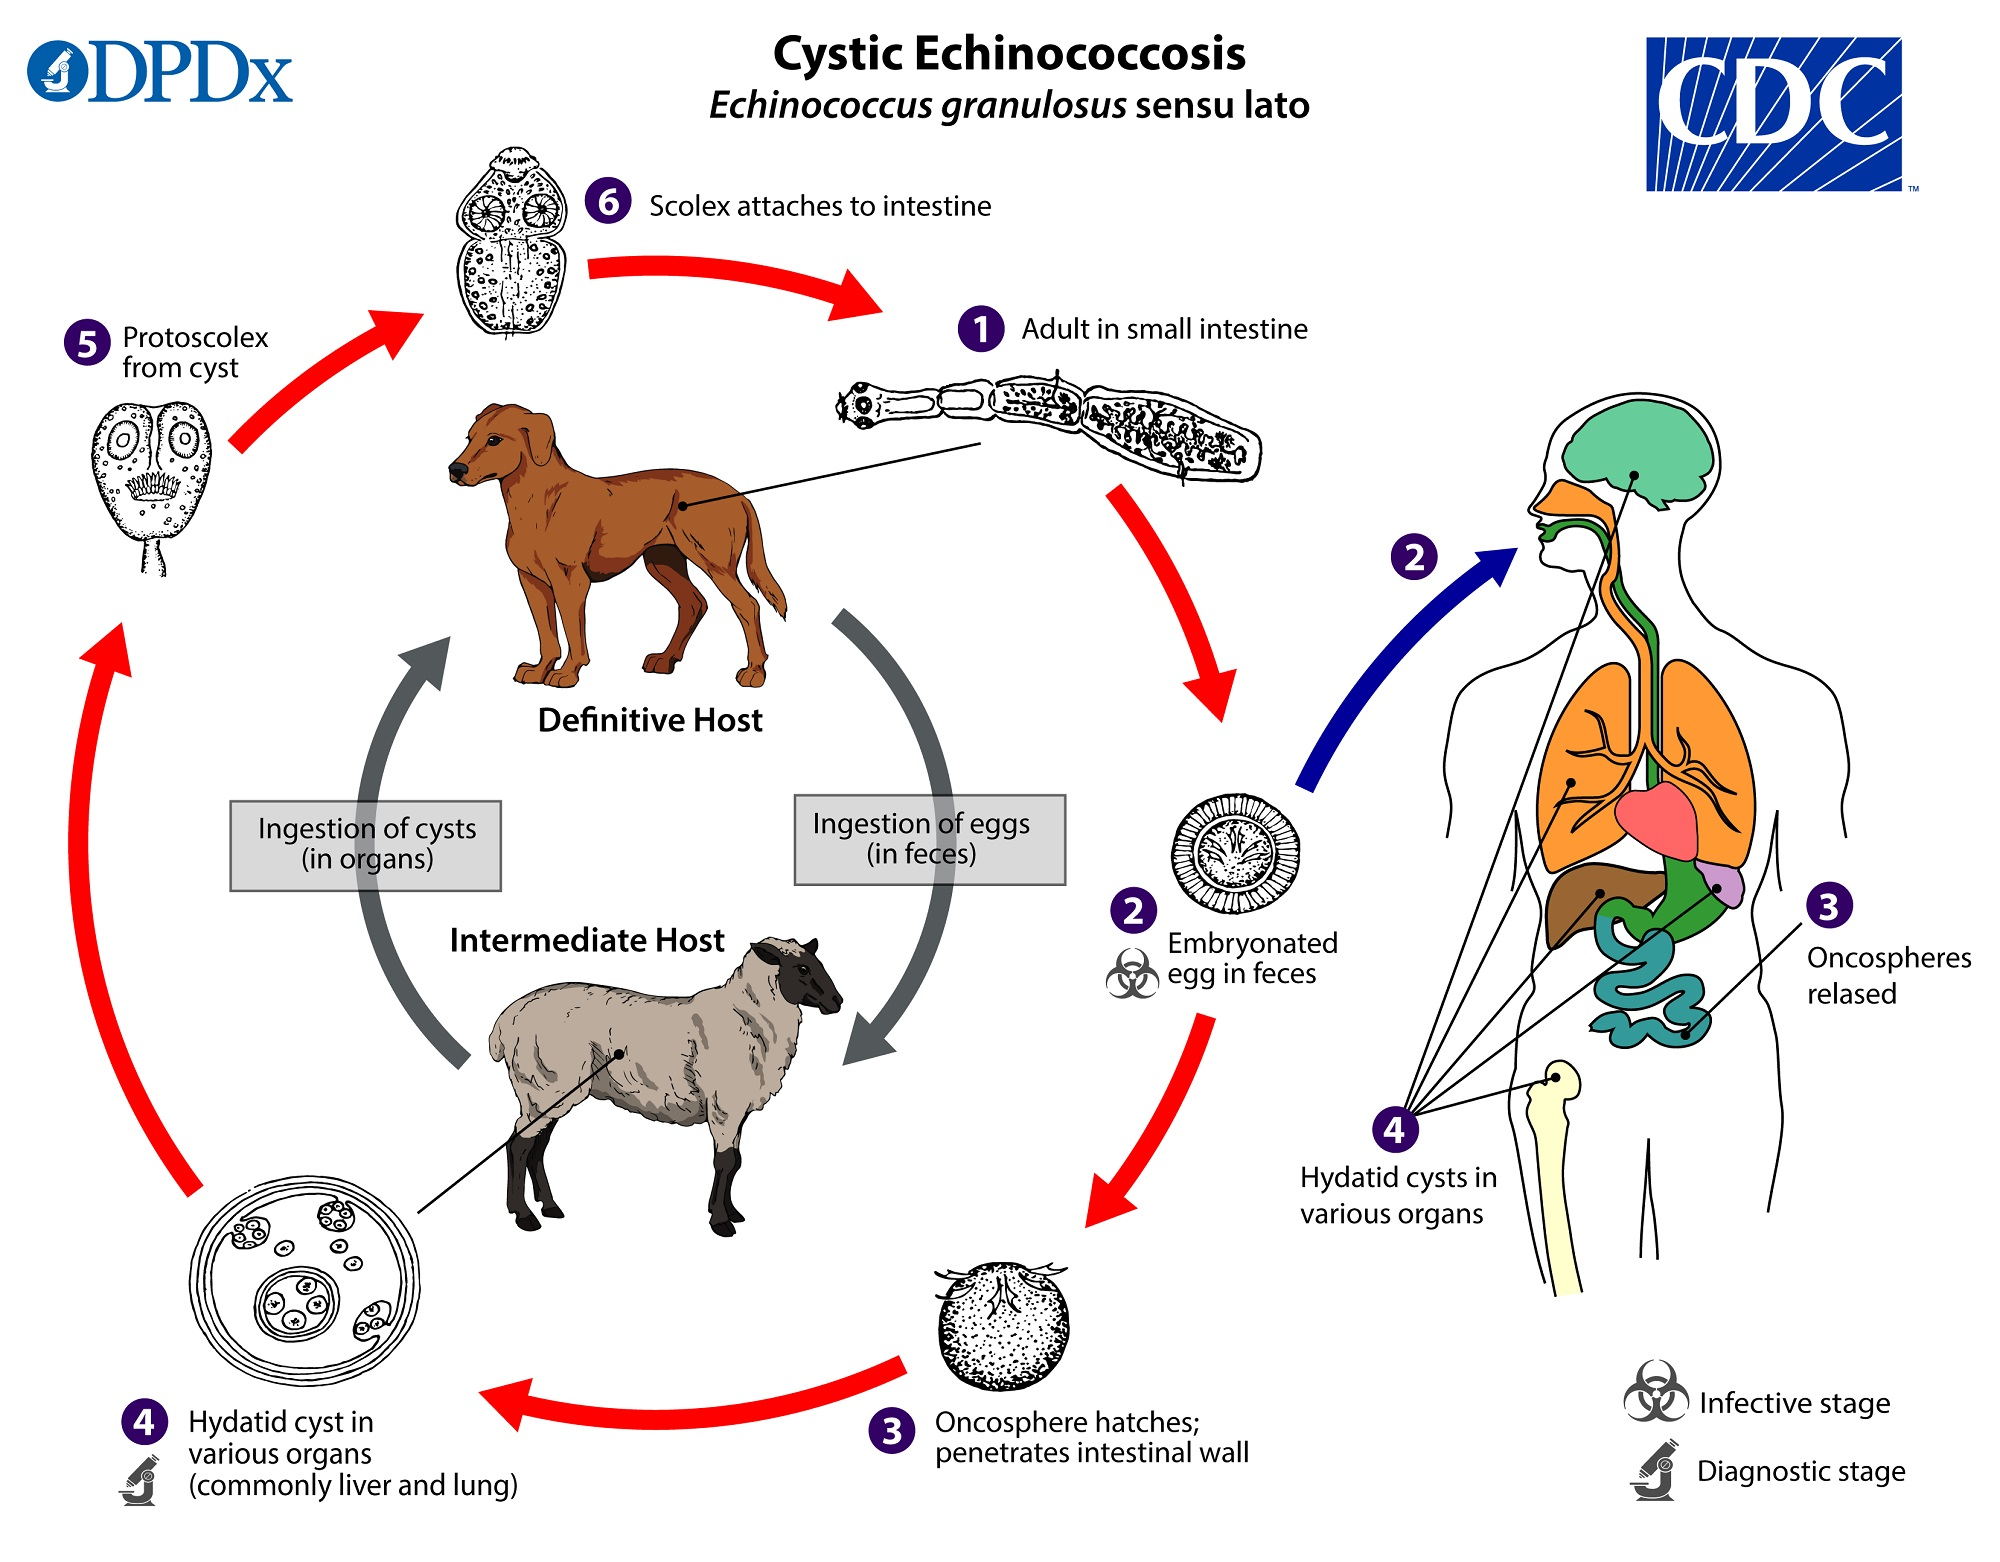 DPDx
Cystic Echinococcosis
Echinococcus granulosus sensu lato
CDC
™
6 Scolex attaches to intestine
5 Protoscolex
from cyst
1 Adult in small intestine
2
Definitive Host
Ingestion of cysts
(in organs)
Ingestion of eggs
(in feces)
Intermediate Host
2
Embryonated
egg in feces
3
Oncospheres
relased
4
Hydatid cysts in
various organs
4 Hydatid cyst in
various organs
(commonly liver and lung)
3 Oncosphere hatches;
penetrates intestinal wall
Infective stage
Diagnostic stage